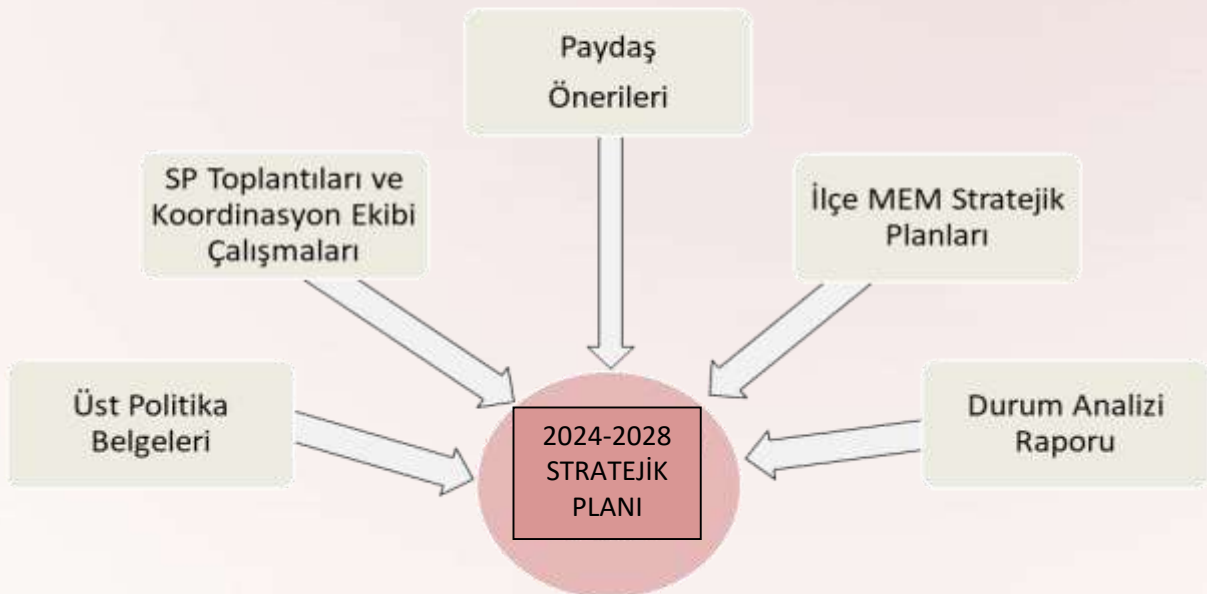 Paydaş
Önerileri
SP Toplantıları ve
Koordinasyon Ekibi
Çalışmaları
İlçe MEM Stratejik
Planları
Üst Politika
Belgeleri
Durum Analizi
Raporu
2024-2028
STRATEJİK
PLANI